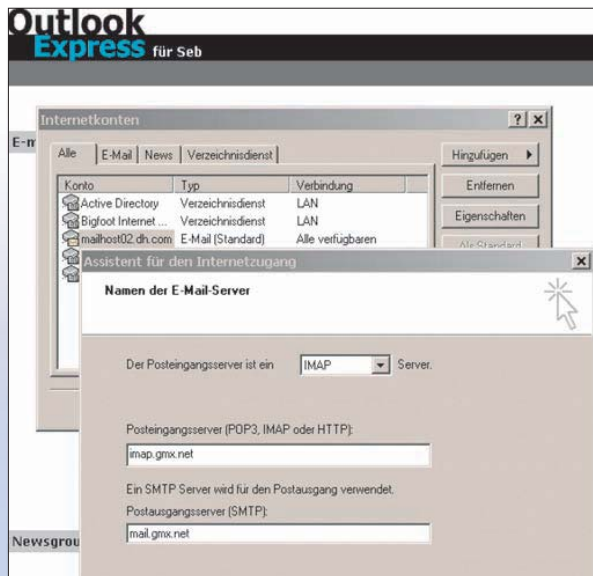 Outlook
Express für Seb
E-m
Internetkonten
Alle E-Mail News Verzeichnisdienst
Hinzufügen
Konto Typ Verbindung
Entfernen
Active Directory Verzeichnisdienst LAN
Bigfoot Internet ... Verzeichnisdienst LAN
Eigenschaften
mailhost02.dh.com E-Mail (Standard) Alle verfügbaren
Als Standard
Assistent für den Internetzugang
Namen der E-Mail-Server
Der Posteingangsserver ist ein IMAP Server.
Posteingangsserver (POP3, IMAP oder HTTP):
imap.gmx.net
Ein SMTP Server wird für den Postausgang verwendet.
Postausgangsserver (SMTP):
mail.gmx.net
Newsgrou